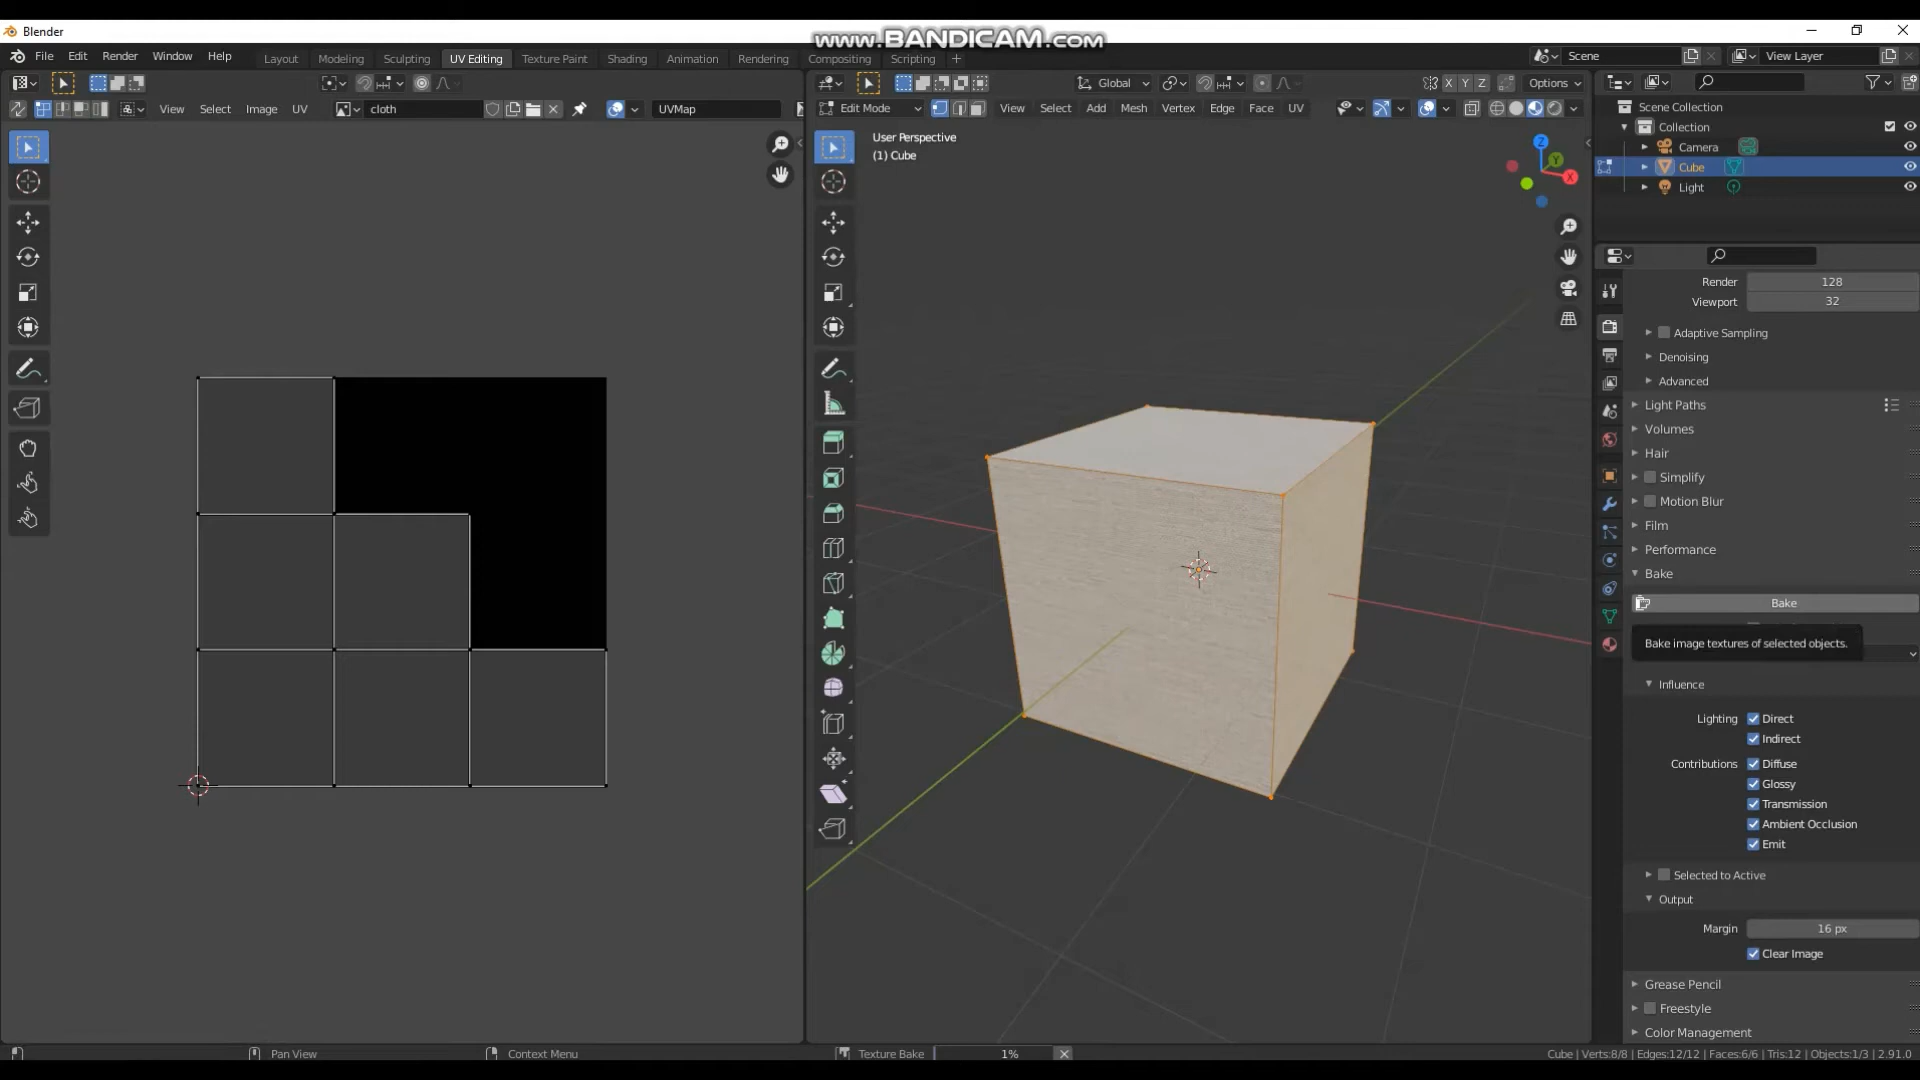 Blender
www.BANDICAM.com
File Edit Render Window Help
Layout Modeling Sculpting UV Editing Texture Paint Shading Animation Rendering Compositing Scripting +
Scene
View Layer
Global
X Y Z
Options
View Select Image UV
cloth
UVMap
Edit Mode
View Select Add Mesh Vertex Edge Face UV
User Perspective
(1) Cube
Z
Y
X
Scene Collection
Collection
Camera
Cube
Light
Render 128
Viewport 32
Adaptive Sampling
Denoising
Advanced
Light Paths
Volumes
Hair
Simplify
Motion Blur
Film
Performance
Bake
Bake
Bake image textures of selected objects.
Influence
Lighting Direct
Indirect
Contributions Diffuse
Glossy
Transmission
Ambient Occlusion
Emit
Selected to Active
Output
Margin 16 px
Clear Image
Grease Pencil
Freestyle
Color Management
Pan View
Context Menu
Texture Bake 1%
Cube | Verts:8/8 | Edges:12/12 | Faces:6/6 | Tris:12 | Objects:1/3 | 2.91.0